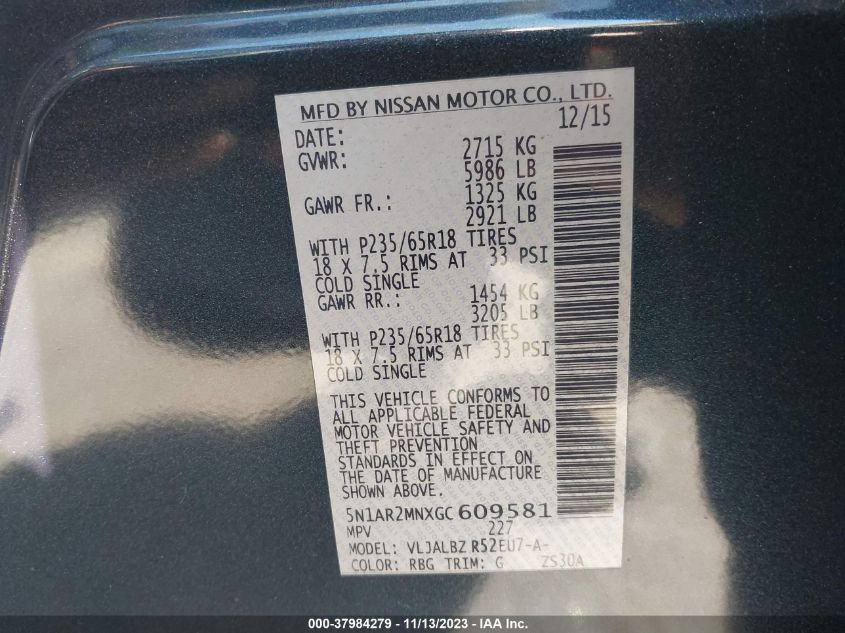 MFD BY NISSAN MOTOR CO., LTD.
DATE: 12/15
GVWR: 2715 KG
5986 LB
GAWR FR.: 1325 KG
2921 LB
WITH P235/65R18 TIRES
18 X 7.5 RIMS AT 33 PSI
COLD SINGLE
GAWR RR.: 1454 KG
3205 LB
WITH P235/65R18 TIRES
18 X 7.5 RIMS AT 33 PSI
COLD SINGLE
THIS VEHICLE CONFORMS TO
ALL APPLICABLE FEDERAL
MOTOR VEHICLE SAFETY AND
THEFT PREVENTION
STANDARDS IN EFFECT ON
THE DATE OF MANUFACTURE
SHOWN ABOVE.
5N1AR2MNXGC609581
MPV 227
MODEL: VLJALBZ R52EU7-A-
COLOR: RBG TRIM: G ZS30A
000-37984279 - 11/13/2023 - IAA Inc.